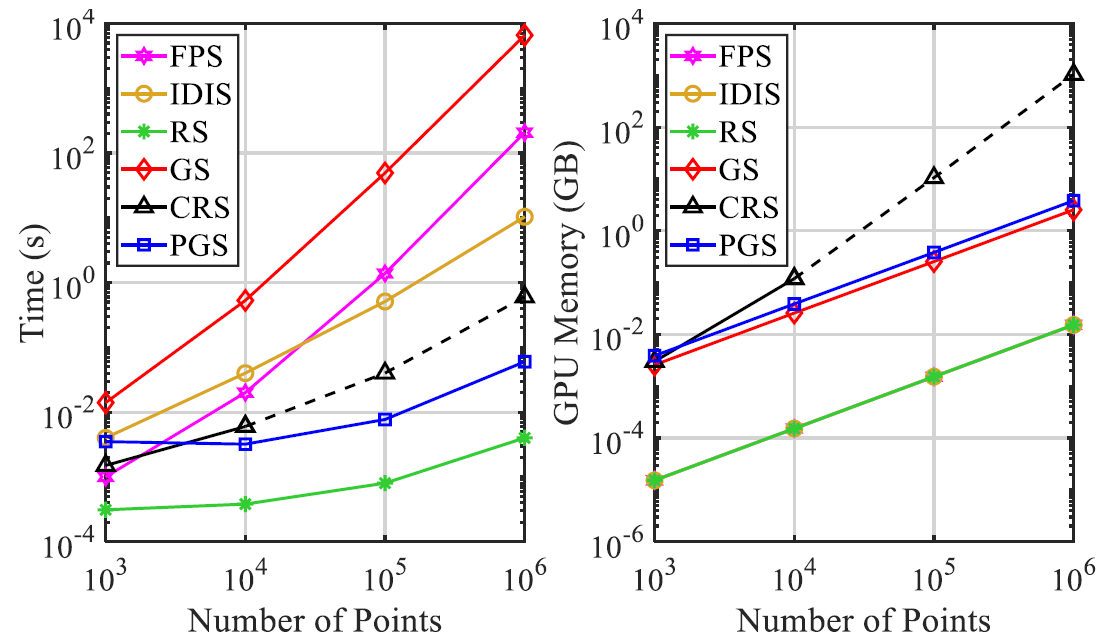 10^4
10^2
10^0
10^-2
10^-4
Time (s)
FPS
IDIS
RS
GS
CRS
PGS
10^3
10^4
10^5
10^6
Number of Points
10^4
10^2
10^0
10^-2
10^-4
10^-6
GPU Memory (GB)
FPS
IDIS
RS
GS
CRS
PGS
10^3
10^4
10^5
10^6
Number of Points